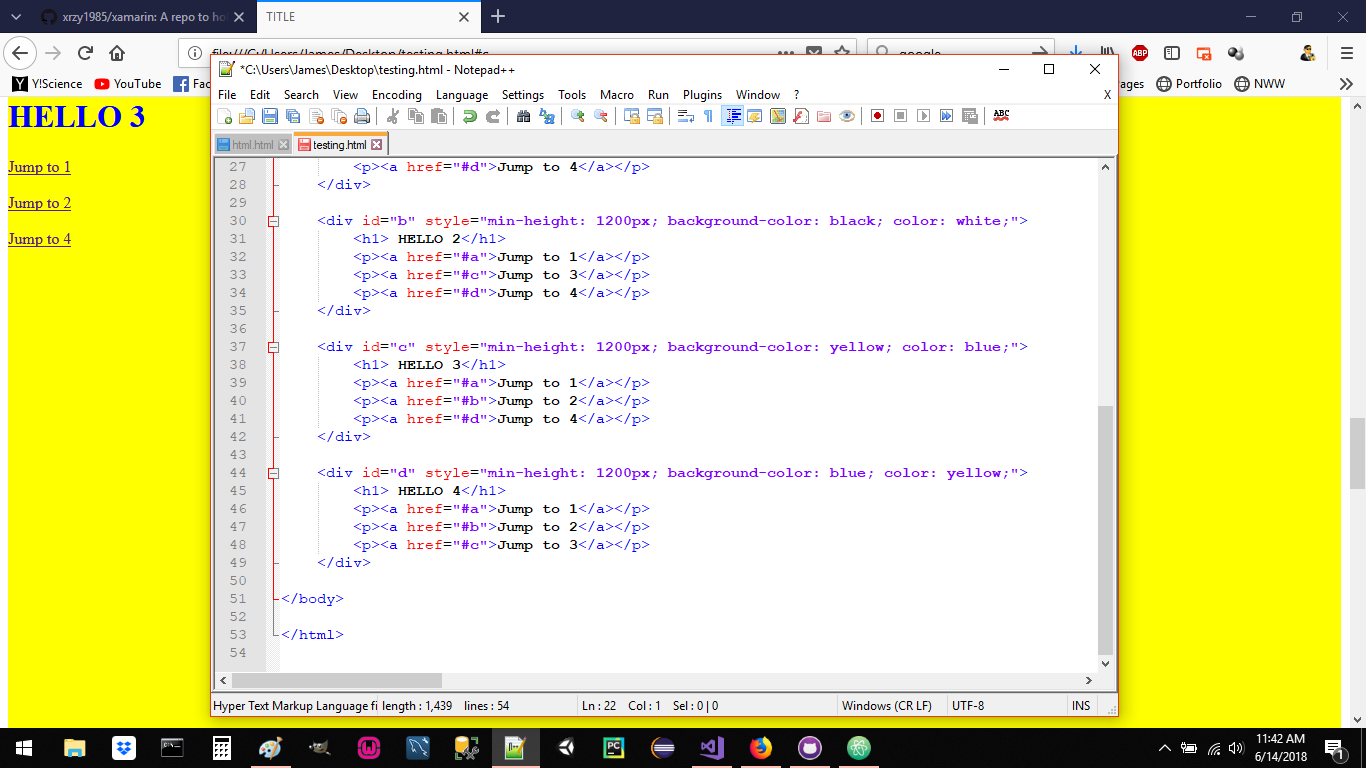 xrzy1985/xamarin: A repo to ho
TITLE
file:///C:/Users/James/Desktop/testing.html#c
google
Y!Science
YouTube
Fac
ages
Portfolio
NWW
HELLO 3
Jump to 1
Jump to 2
Jump to 4
*C:\Users\James\Desktop\testing.html - Notepad++
File Edit Search View Encoding Language Settings Tools Macro Run Plugins Window ? X
html.html testing.html
27 <p><a href="#d">Jump to 4</a></p>
28 </div>
29
30 <div id="b" style="min-height: 1200px; background-color: black; color: white;">
31 <h1> HELLO 2</h1>
32 <p><a href="#a">Jump to 1</a></p>
33 <p><a href="#c">Jump to 3</a></p>
34 <p><a href="#d">Jump to 4</a></p>
35 </div>
36
37 <div id="c" style="min-height: 1200px; background-color: yellow; color: blue;">
38 <h1> HELLO 3</h1>
39 <p><a href="#a">Jump to 1</a></p>
40 <p><a href="#b">Jump to 2</a></p>
41 <p><a href="#d">Jump to 4</a></p>
42 </div>
43
44 <div id="d" style="min-height: 1200px; background-color: blue; color: yellow;">
45 <h1> HELLO 4</h1>
46 <p><a href="#a">Jump to 1</a></p>
47 <p><a href="#b">Jump to 2</a></p>
48 <p><a href="#c">Jump to 3</a></p>
49 </div>
50
51 </body>
52
53 </html>
54
Hyper Text Markup Language fi length : 1,439 lines : 54 Ln : 22 Col : 1 Sel : 0 | 0 Windows (CR LF) UTF-8 INS
11:42 AM
6/14/2018
1